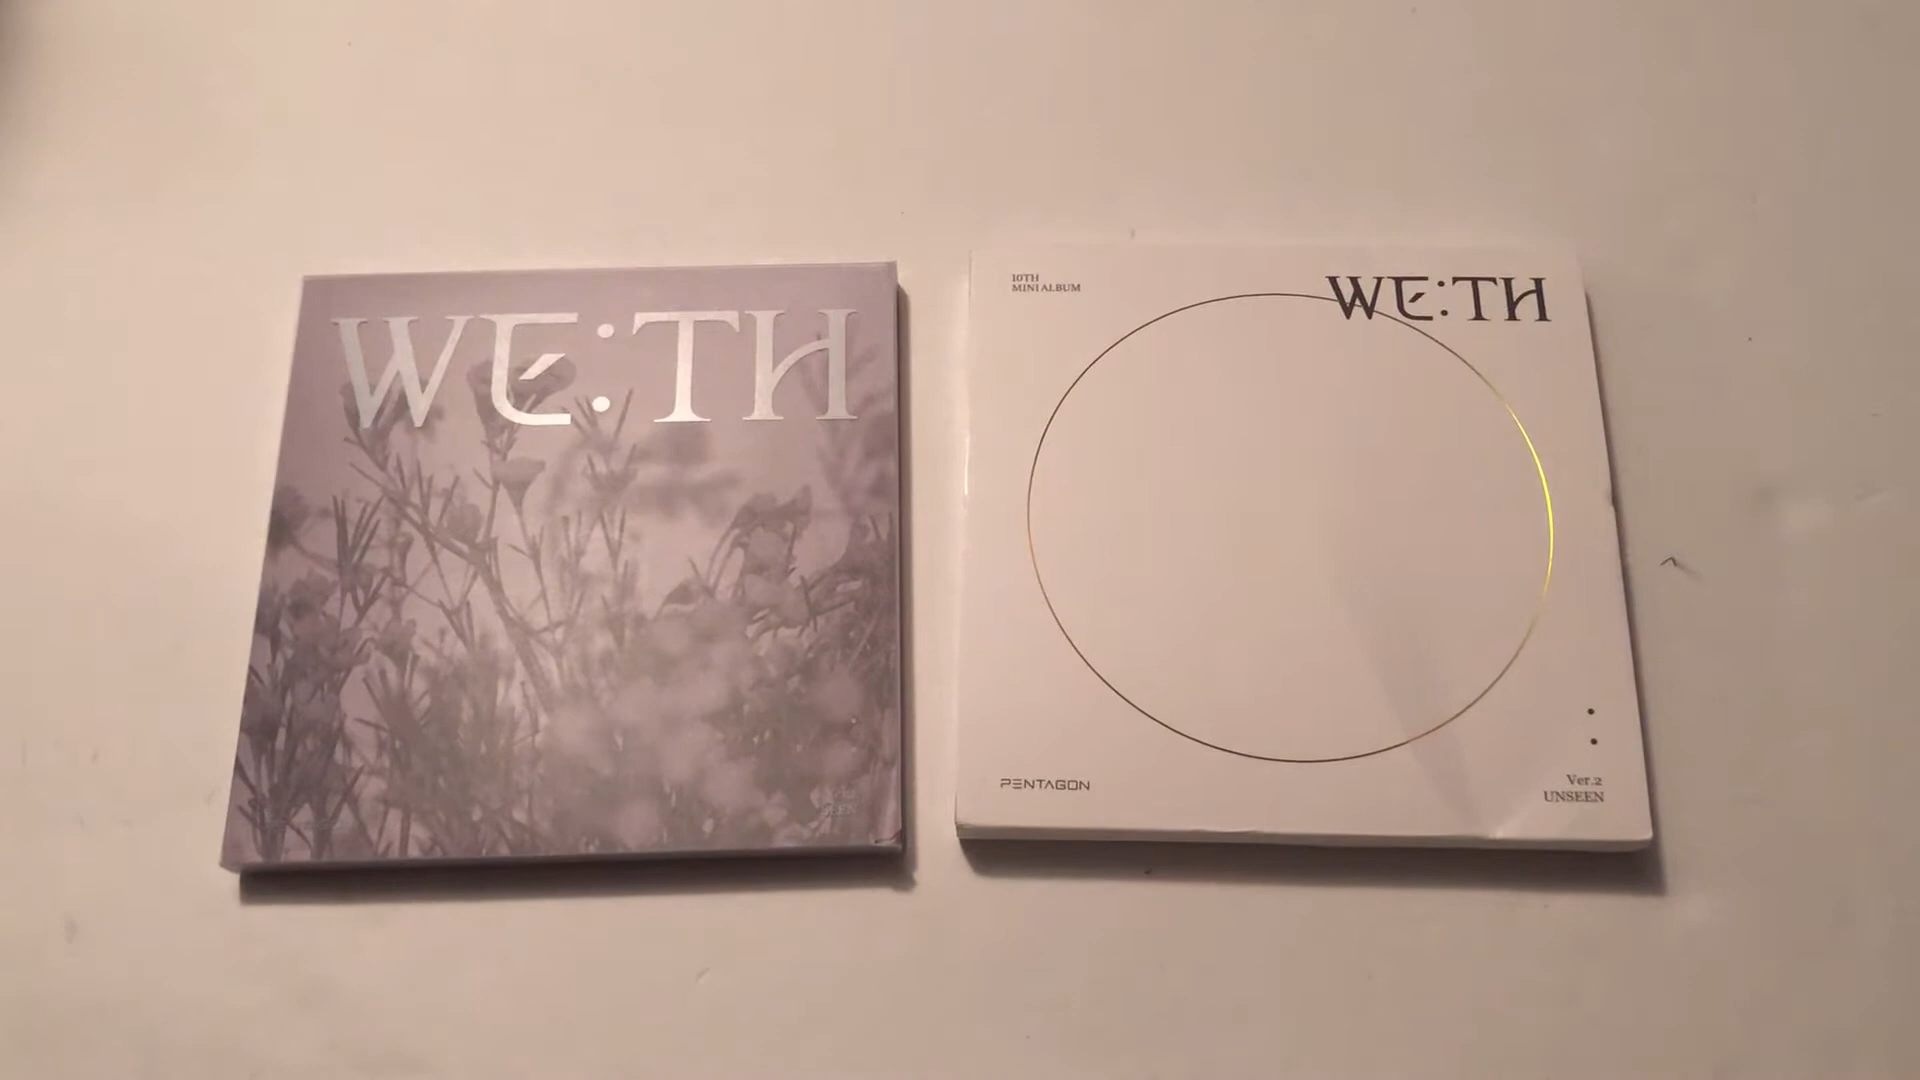 WE:TH
10TH
MINI ALBUM
WE:TH
PENTAGON
Ver.2
UNSEEN